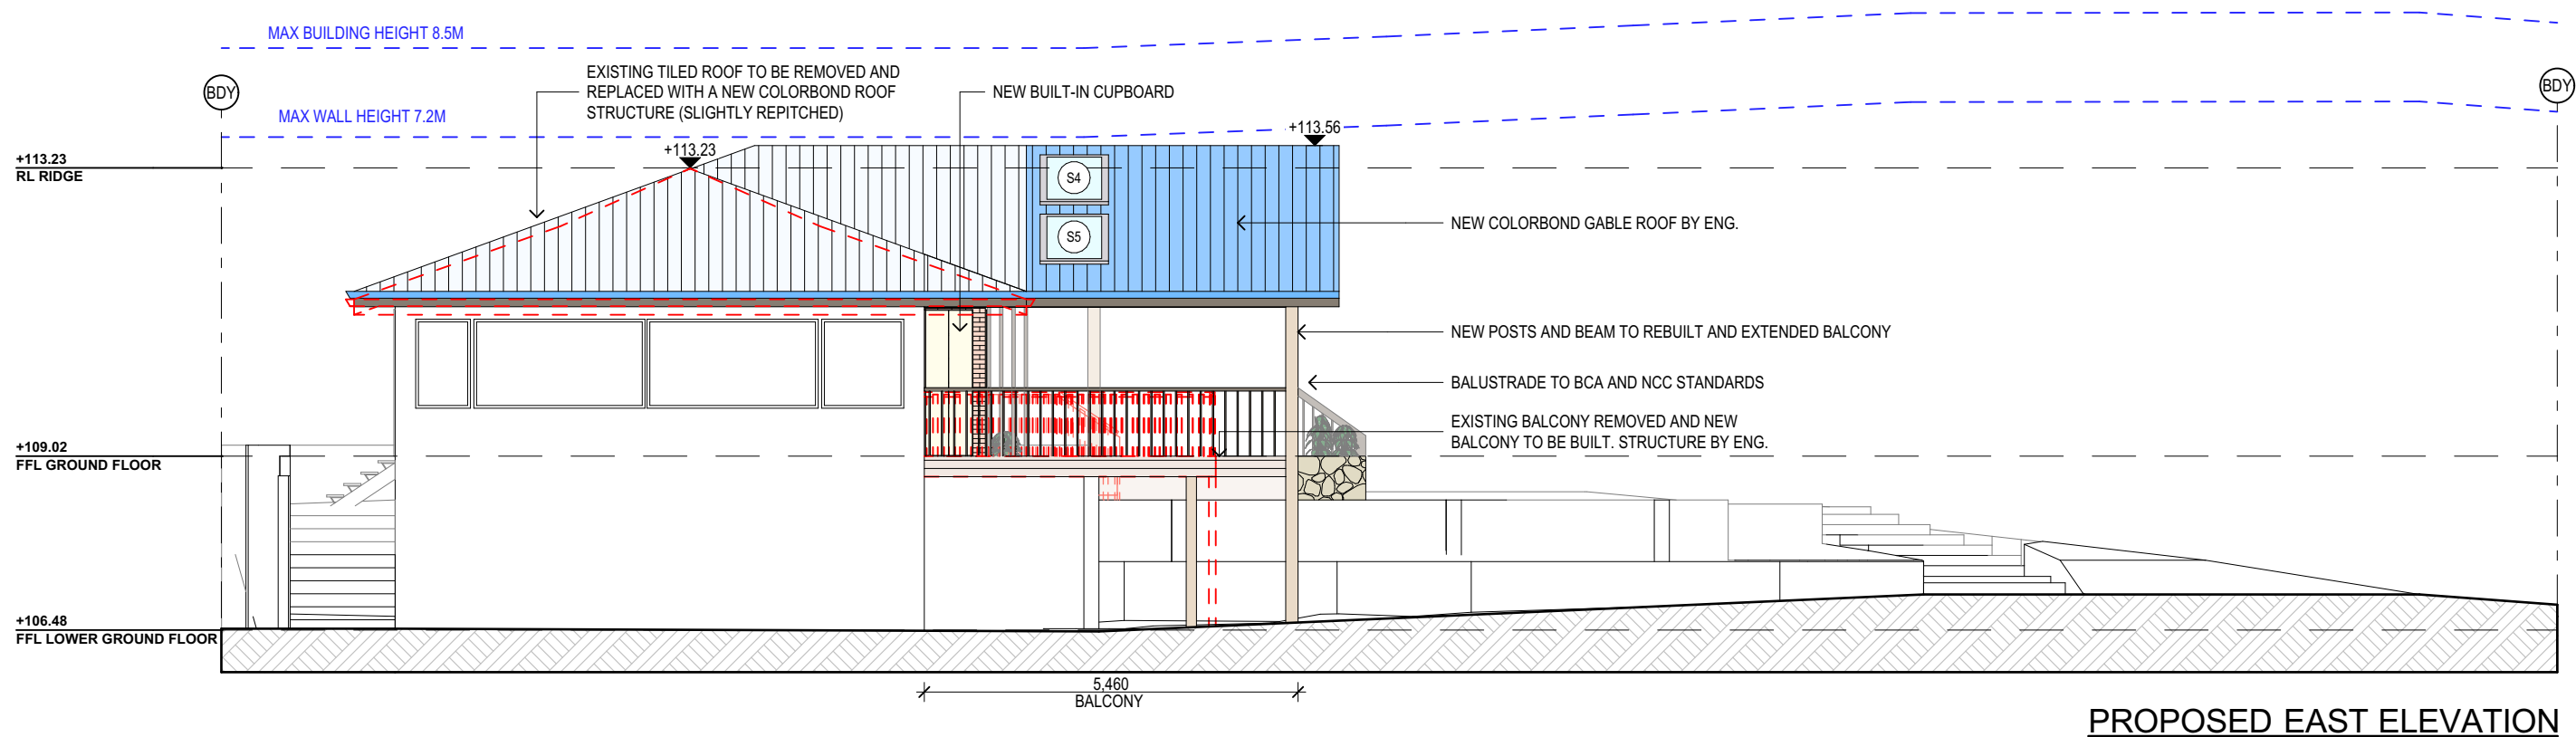 MAX BUILDING HEIGHT 8.5M
BDY
BDY
EXISTING TILED ROOF TO BE REMOVED AND
REPLACED WITH A NEW COLORBOND ROOF
STRUCTURE (SLIGHTLY REPITCHED)
NEW BUILT-IN CUPBOARD
MAX WALL HEIGHT 7.2M
+113.56
+113.23
+113.23
RL RIDGE
S4
S5
NEW COLORBOND GABLE ROOF BY ENG.
NEW POSTS AND BEAM TO REBUILT AND EXTENDED BALCONY
BALUSTRADE TO BCA AND NCC STANDARDS
EXISTING BALCONY REMOVED AND NEW
BALCONY TO BE BUILT. STRUCTURE BY ENG.
+109.02
FFL GROUND FLOOR
+106.48
FFL LOWER GROUND FLOOR
5,460
BALCONY
PROPOSED EAST ELEVATION